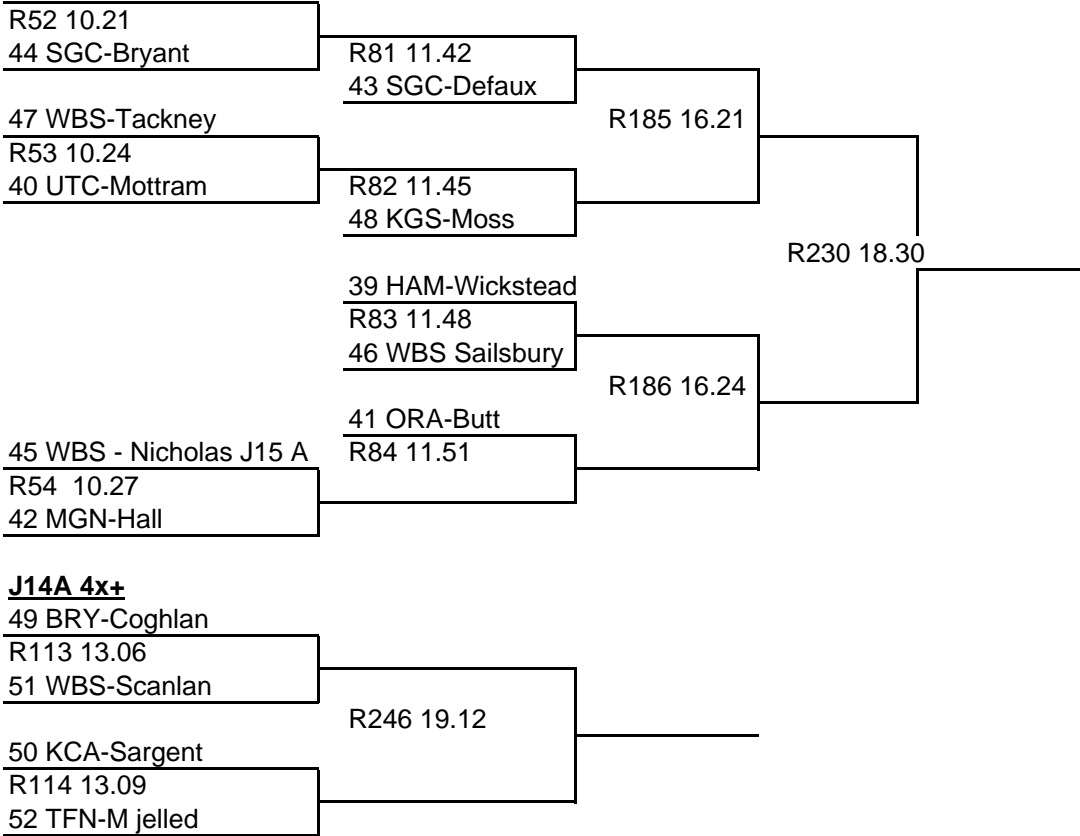 R52 10.21
44 SGC-Bryant
R81 11.42
43 SGC-Defaux
47 WBS-Tackney
R185 16.21
R53 10.24
40 UTC-Mottram
R82 11.45
48 KGS-Moss
R230 18.30
39 HAM-Wickstead
R83 11.48
46 WBS Sailsbury
R186 16.24
41 ORA-Butt
45 WBS - Nicholas J15 A
R84 11.51
R54 10.27
42 MGN-Hall
J14A 4x+
49 BRY-Coghlan
R113 13.06
51 WBS-Scanlan
R246 19.12
50 KCA-Sargent
R114 13.09
52 TFN-M jelled